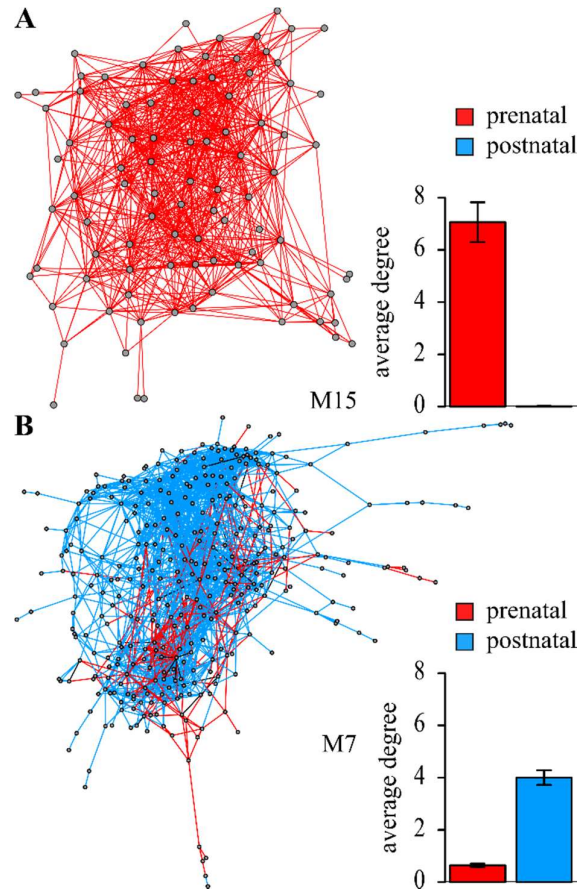 A
prenatal
postnatal
average degree
8
6
4
2
0
M15
B
prenatal
postnatal
average degree
8
6
4
2
0
M7